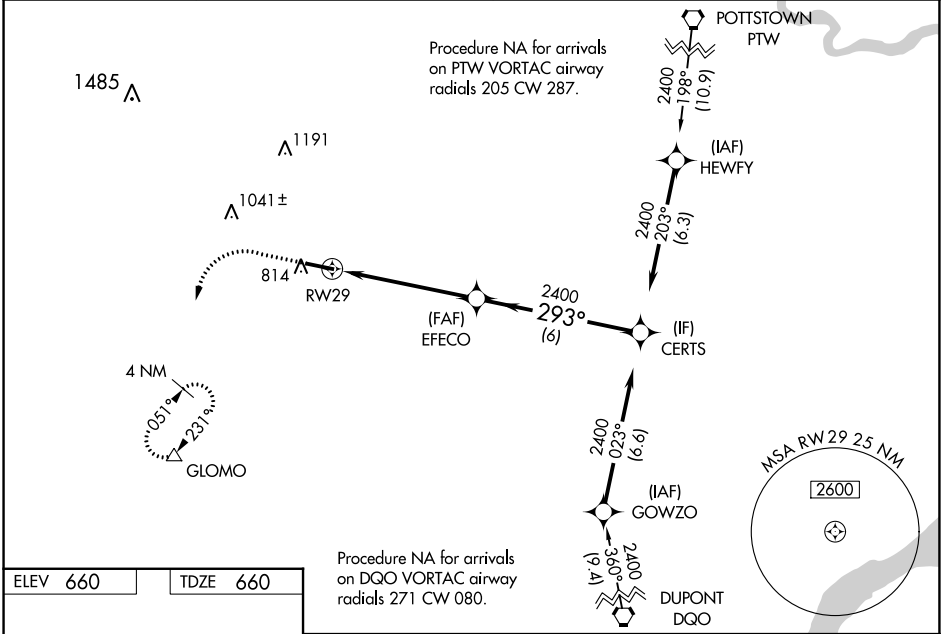 POTTSTOWN
PTW
Procedure NA for arrivals
on PTW VORTAC airway
radials 205 CW 287.
2400
198°
(10.9)
1485
1191
(IAF)
HEWFY
1041±
2400
203°
(6.3)
814
RW29
(FAF)
EFECO
2400
293°
(6)
(IF)
CERTS
4 NM
051°
231°
GLOMO
2400
023°
(6.6)
MSA RW29 25 NM
2600
(IAF)
GOWZO
2400
360°
(9.4)
Procedure NA for arrivals
on DQO VORTAC airway
radials 271 CW 080.
DUPONT
DQO
ELEV 660
TDZE 660